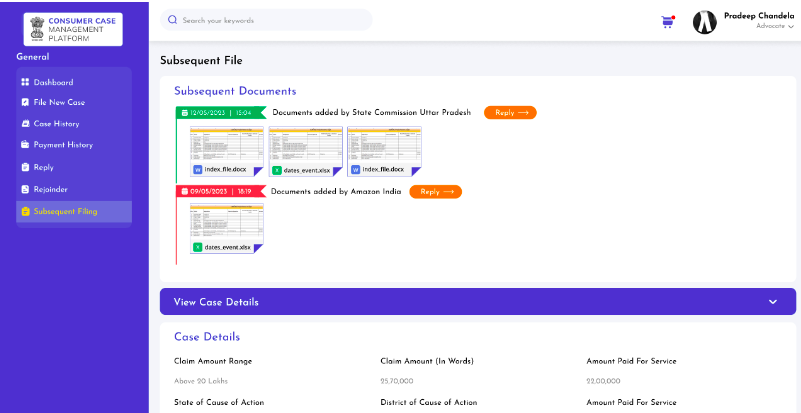 CONSUMER CASE
MANAGEMENT
PLATFORM
Search your keywords
Pradeep Chandela
Advocate
General
Dashboard
File New Case
Case History
Payment History
Reply
Rejoinder
Subsequent Filing
Subsequent File
Subsequent Documents
12/05/2023 | 15:04 Documents added by State Commission Uttar Pradesh Reply
index_file.docx dates_event.xlsx index_file.docx
09/05/2023 | 18:19 Documents added by Amazon India Reply
dates_event.xlsx
View Case Details
Case Details
Claim Amount Range Claim Amount (In Words) Amount Paid For Service
Above 20 Lakhs 25,70,000 22,00,000
State of Cause of Action District of Cause of Action Amount Paid For Service